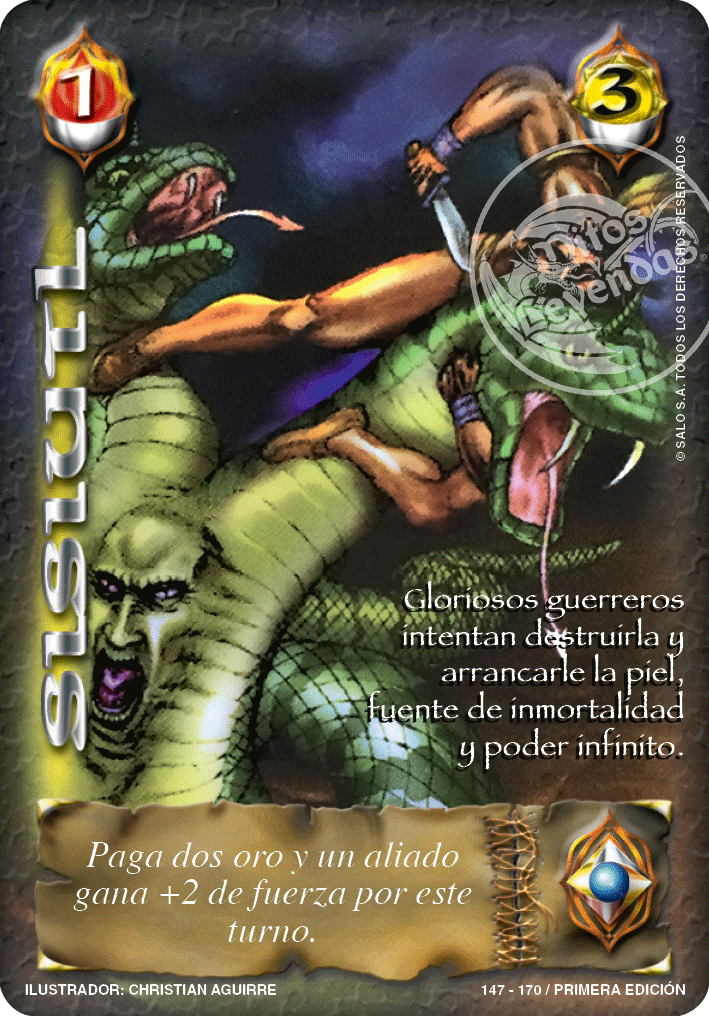 1
3
SISIUTL
Mitos
Leyendas
© SALO S.A. TODOS LOS DERECHOS RESERVADOS
Gloriosos guerreros
intentan destruirla y
arrancarle la piel,
fuente de inmortalidad
y poder infinito.
Paga dos oro y un aliado
gana +2 de fuerza por este
turno.
ILUSTRADOR: CHRISTIAN AGUIRRE
147 - 170 / PRIMERA EDICIÓN